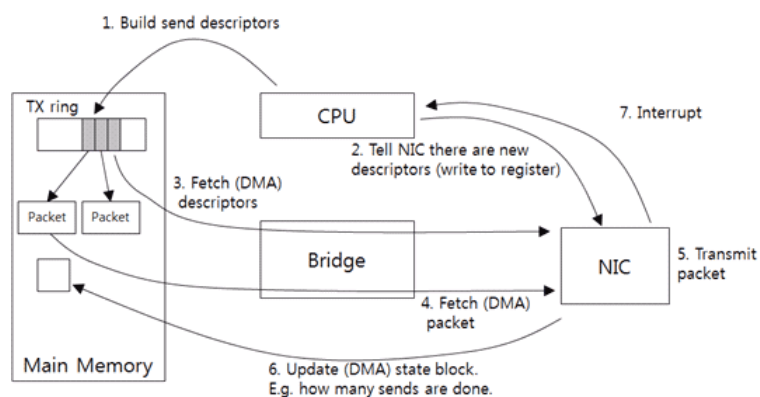 1. Build send descriptors
TX ring
CPU
7. Interrupt
2. Tell NIC there are new
descriptors (write to register)
3. Fetch (DMA)
descriptors
Packet
Packet
Bridge
NIC
5. Transmit
packet
4. Fetch (DMA)
packet
Main Memory
6. Update (DMA) state block.
E.g. how many sends are done.